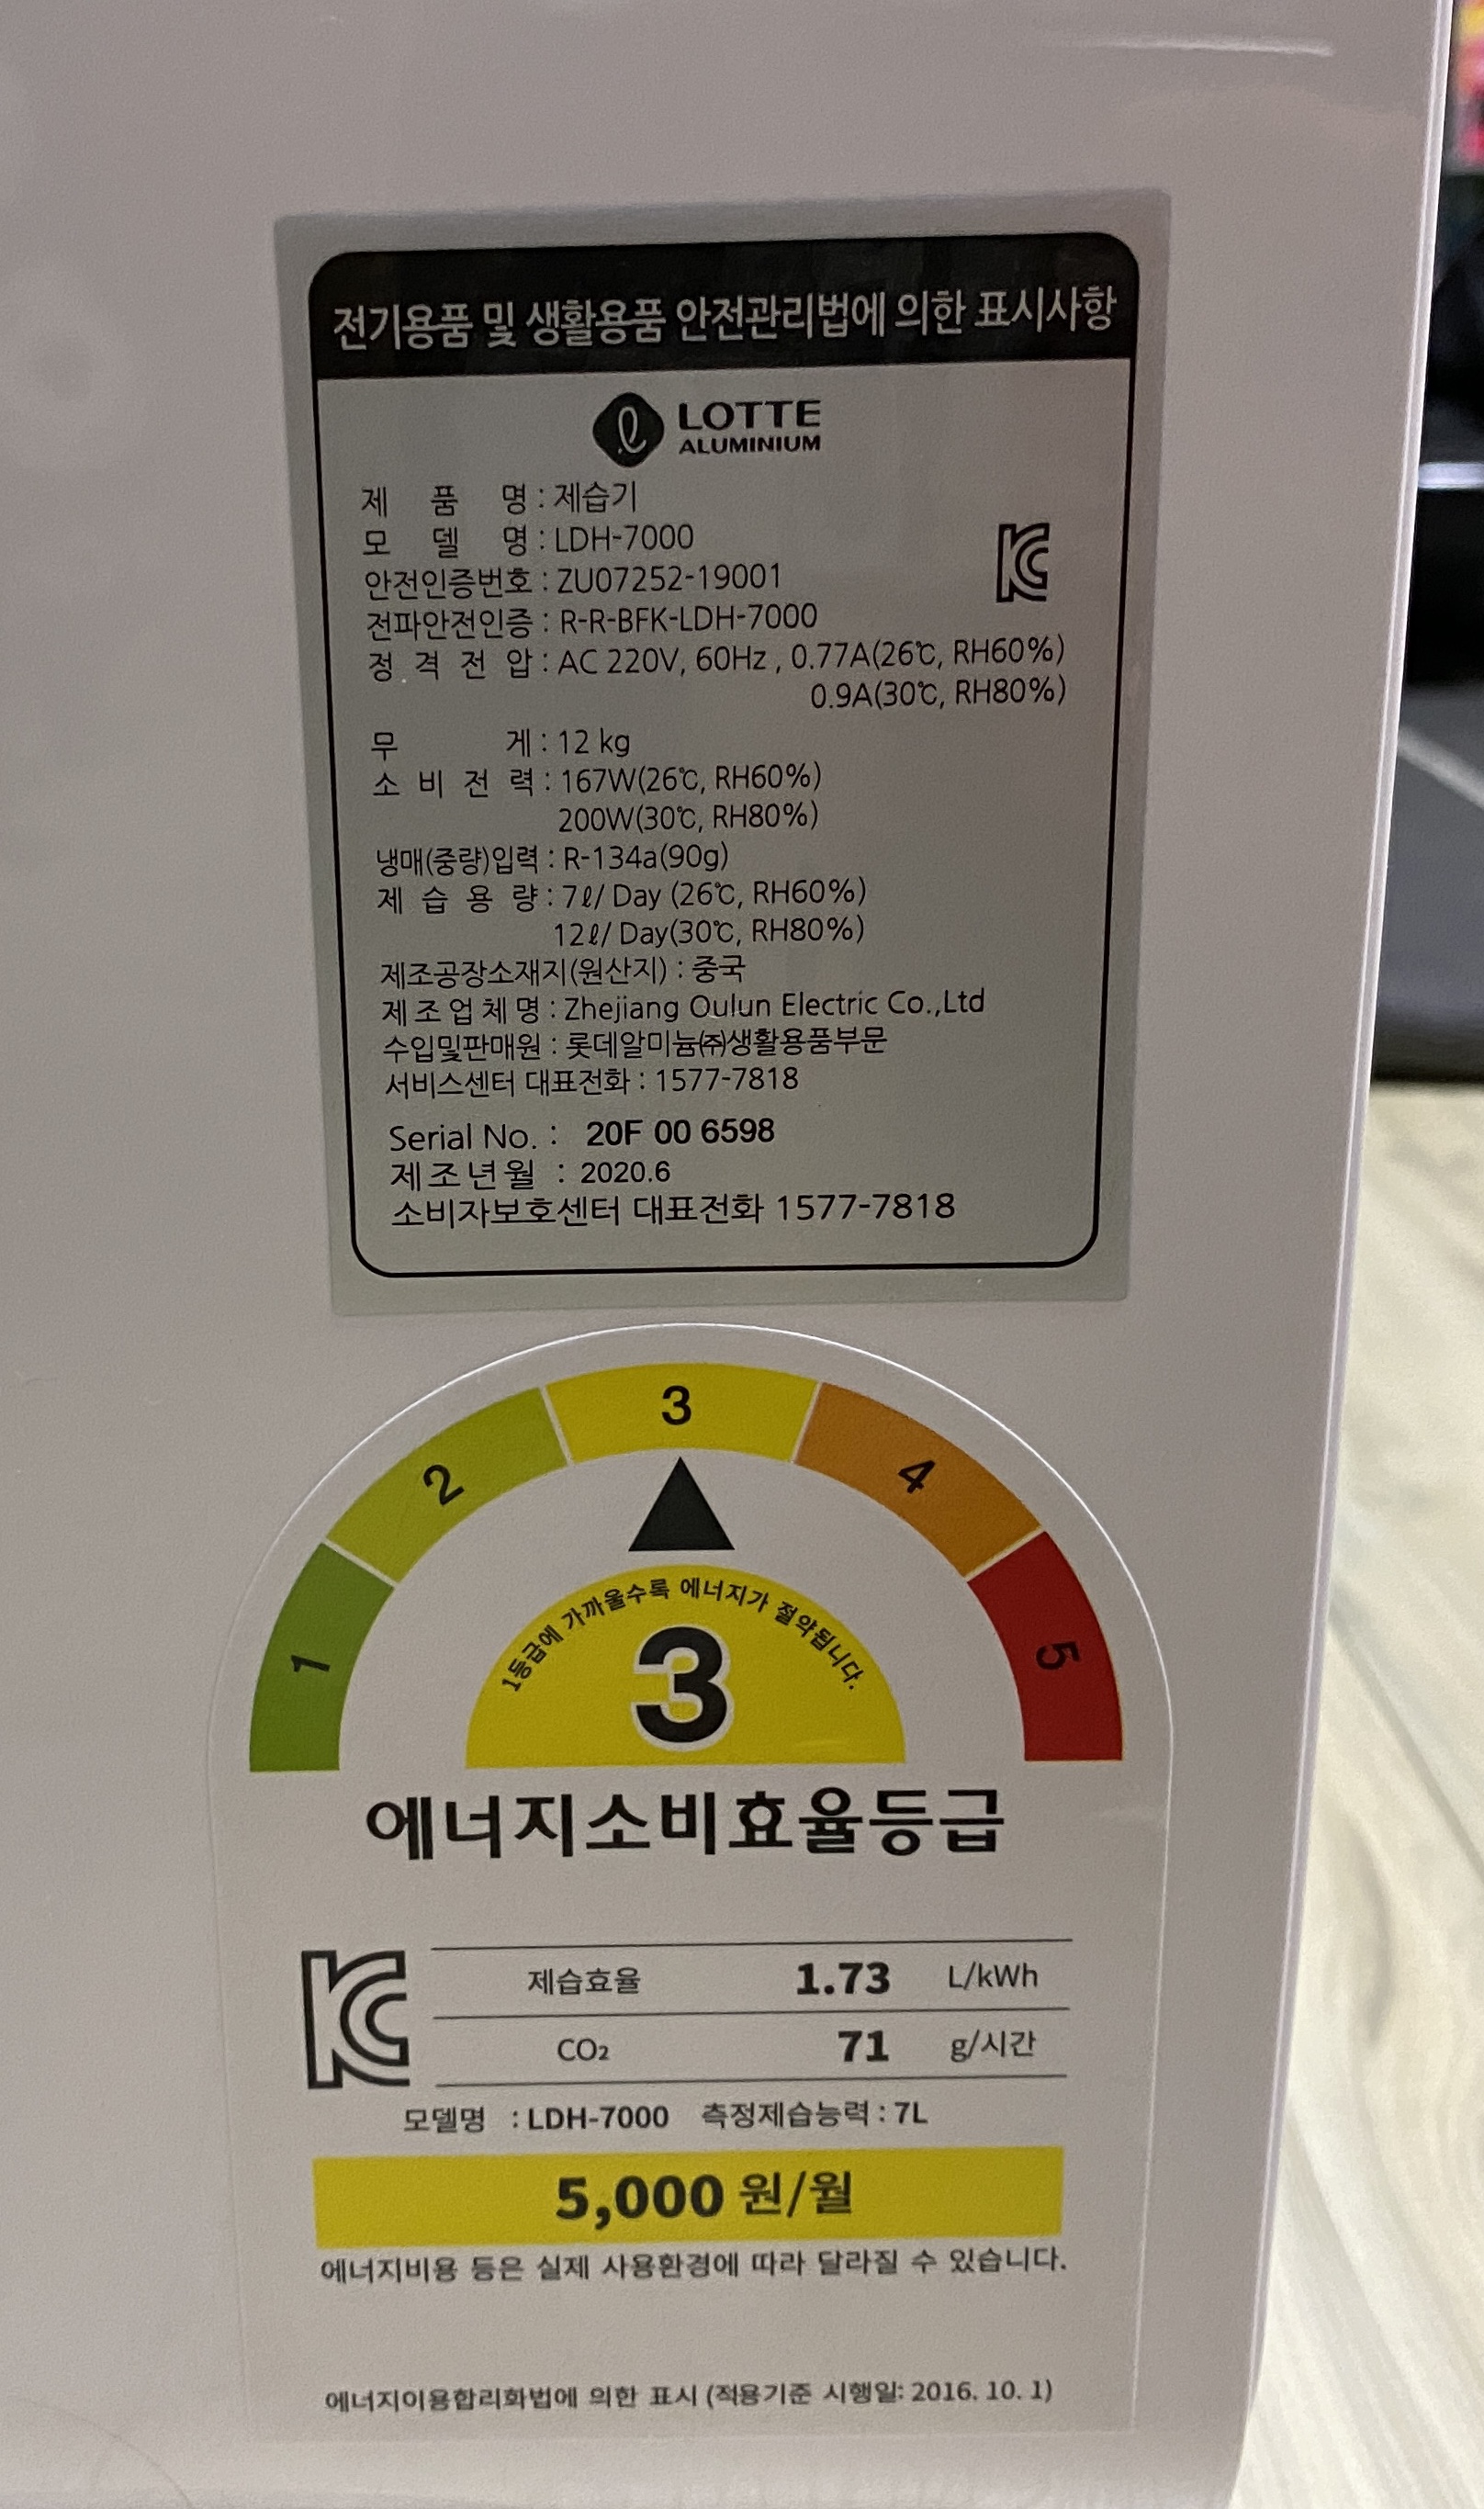 전기용품 및 생활용품 안전관리법에 의한 표시사항
LOTTE
ALUMINIUM
제 품 명 : 제습기
모 델 명 : LDH-7000
안전인증번호 : ZU07252-19001
전파안전인증 : R-R-BFK-LDH-7000
정 격 전 압 : AC 220V, 60Hz , 0.77A(26℃, RH60%)
0.9A(30℃, RH80%)
무 게 : 12 kg
소 비 전 력 : 167W(26℃, RH60%)
200W(30℃, RH80%)
냉매(중량)입력 : R-134a(90g)
제 습 용 량 : 7ℓ/ Day (26℃, RH60%)
12ℓ/ Day(30℃, RH80%)
제조공장소재지(원산지) : 중국
제 조 업 체 명 : Zhejiang Oulun Electric Co.,Ltd
수입및판매원 : 롯데알미늄㈜생활용품부문
서비스센터 대표전화 : 1577-7818
Serial No. : 20F 00 6598
제 조 년 월 : 2020.6
소비자보호센터 대표전화 1577-7818
1 2 3 4 5
1등급에 가까울수록 에너지가 절약됩니다.
3
에너지소비효율등급
제습효율 1.73 L/kWh
CO₂ 71 g/시간
모델명 : LDH-7000 측정제습능력 : 7L
5,000 원/월
에너지비용 등은 실제 사용환경에 따라 달라질 수 있습니다.
에너지이용합리화법에 의한 표시 (적용기준 시행일: 2016. 10. 1)